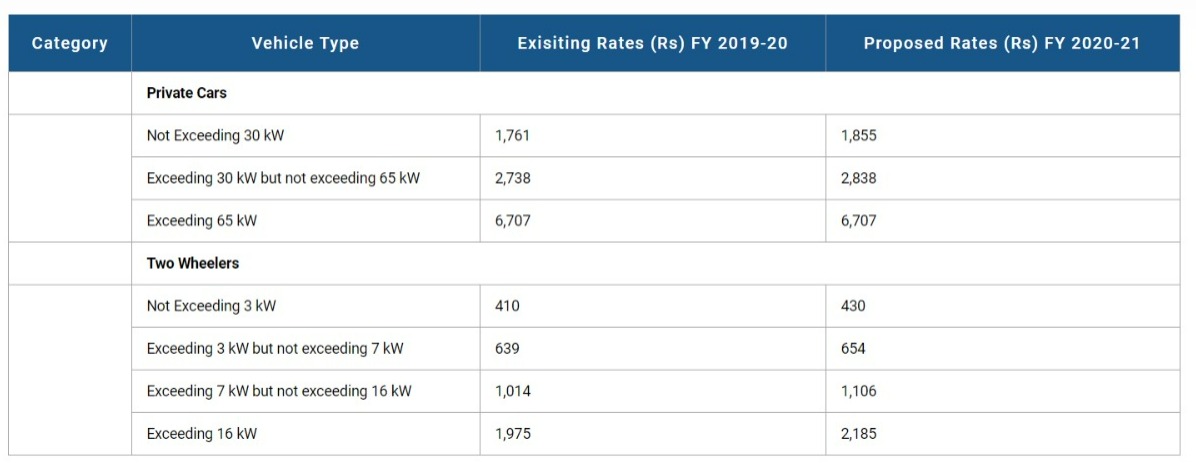 Category Vehicle Type Exisiting Rates (Rs) FY 2019-20 Proposed Rates (Rs) FY 2020-21
Private Cars
Not Exceeding 30 kW 1,761 1,855
Exceeding 30 kW but not exceeding 65 kW 2,738 2,838
Exceeding 65 kW 6,707 6,707
Two Wheelers
Not Exceeding 3 kW 410 430
Exceeding 3 kW but not exceeding 7 kW 639 654
Exceeding 7 kW but not exceeding 16 kW 1,014 1,106
Exceeding 16 kW 1,975 2,185